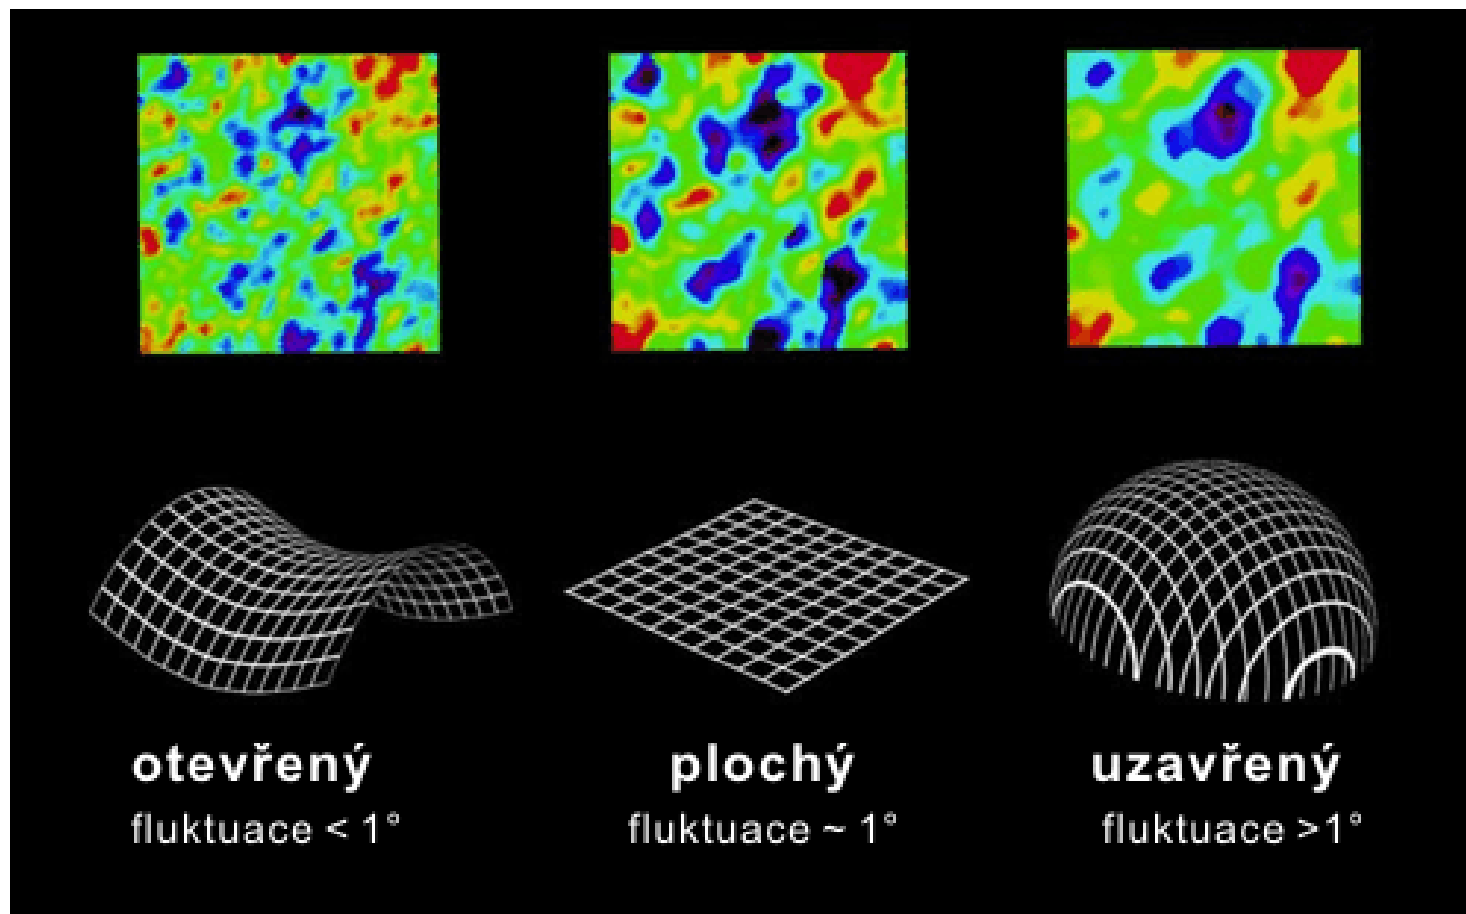 otevřený
fluktuace < 1°
plochý
fluktuace ~ 1°
uzavřený
fluktuace >1°